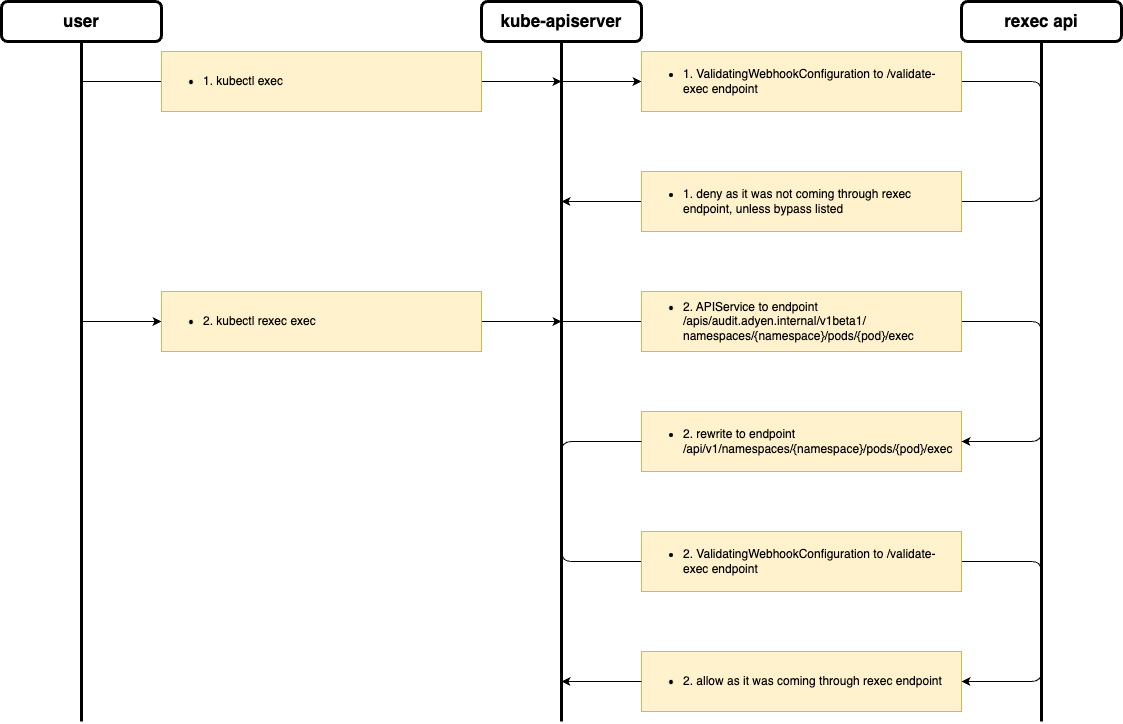 user
kube-apiserver
rexec api
• 1. kubectl exec
• 1. ValidatingWebhookConfiguration to /validate-
exec endpoint
• 1. deny as it was not coming through rexec
endpoint, unless bypass listed
• 2. kubectl rexec exec
• 2. APIService to endpoint
/apis/audit.adyen.internal/v1beta1/
namespaces/{namespace}/pods/{pod}/exec
• 2. rewrite to endpoint
/api/v1/namespaces/{namespace}/pods/{pod}/exec
• 2. ValidatingWebhookConfiguration to /validate-
exec endpoint
• 2. allow as it was coming through rexec endpoint